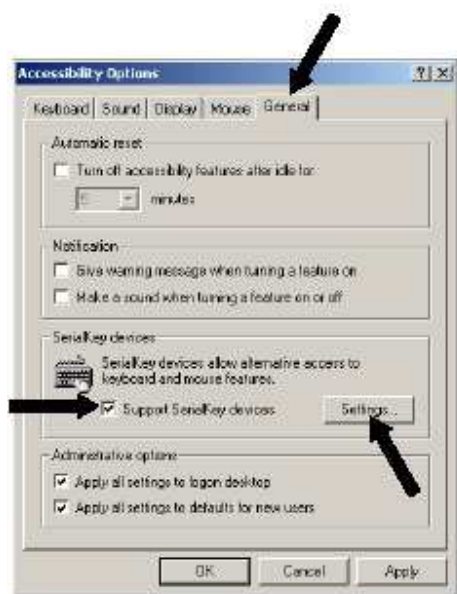 Accessibility Options
Keyboard Sound Display Mouse General
Automatic reset
Turn off accessibility features after idle for
5 minutes
Notification
Give warning message when turning a feature on
Make a sound when turning a feature on or off
SerialKey devices
SerialKey devices allow alternative access to
keyboard and mouse features.
Support SerialKey devices Settings...
Administrative options
Apply all settings to logon desktop
Apply all settings to defaults for new users
OK Cancel Apply